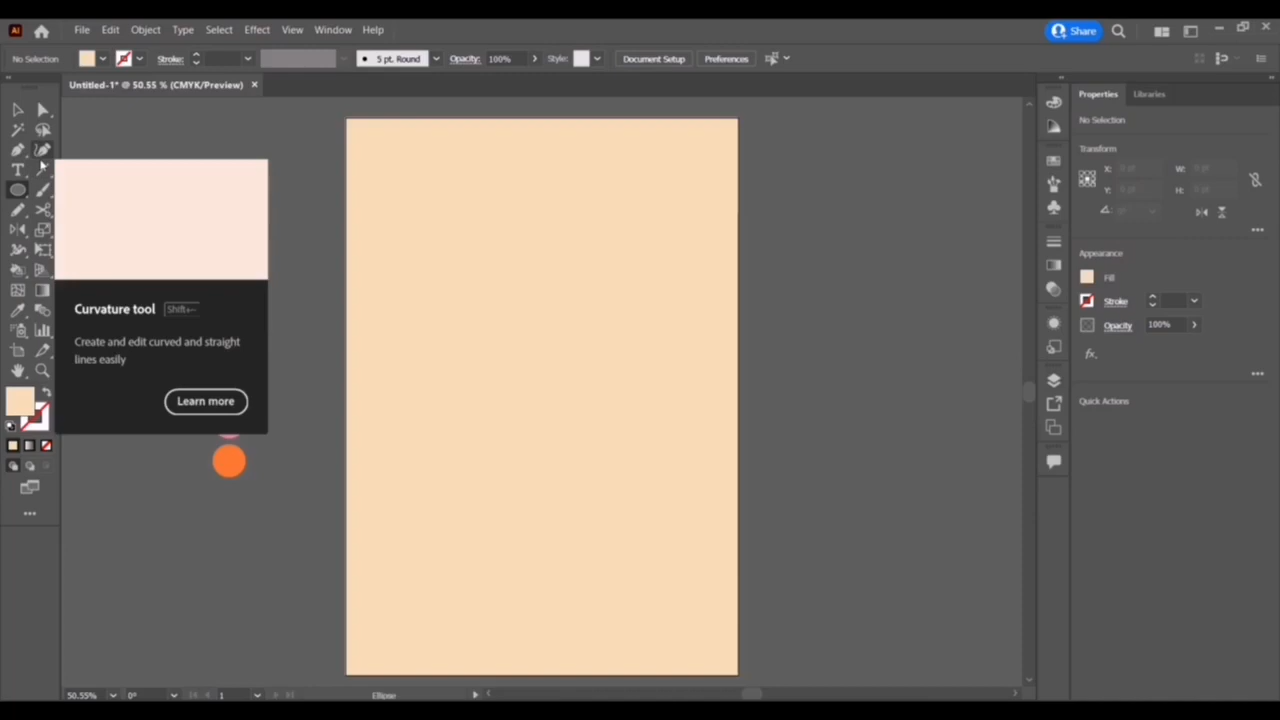 Ai File Edit Object Type Select Effect View Window Help Share
No Selection Stroke: 5 pt. Round Opacity: 100% Style: Document Setup Preferences
Untitled-1* @ 50.55 % (CMYK/Preview)
Properties Libraries
No Selection
Transform
X: W:
Y: H:
Appearance
Fill
Stroke
Opacity 100%
fx.
Quick Actions
Curvature tool
Create and edit curved and straight
lines easily
Learn more
50.55% 0° 1 Ellipse